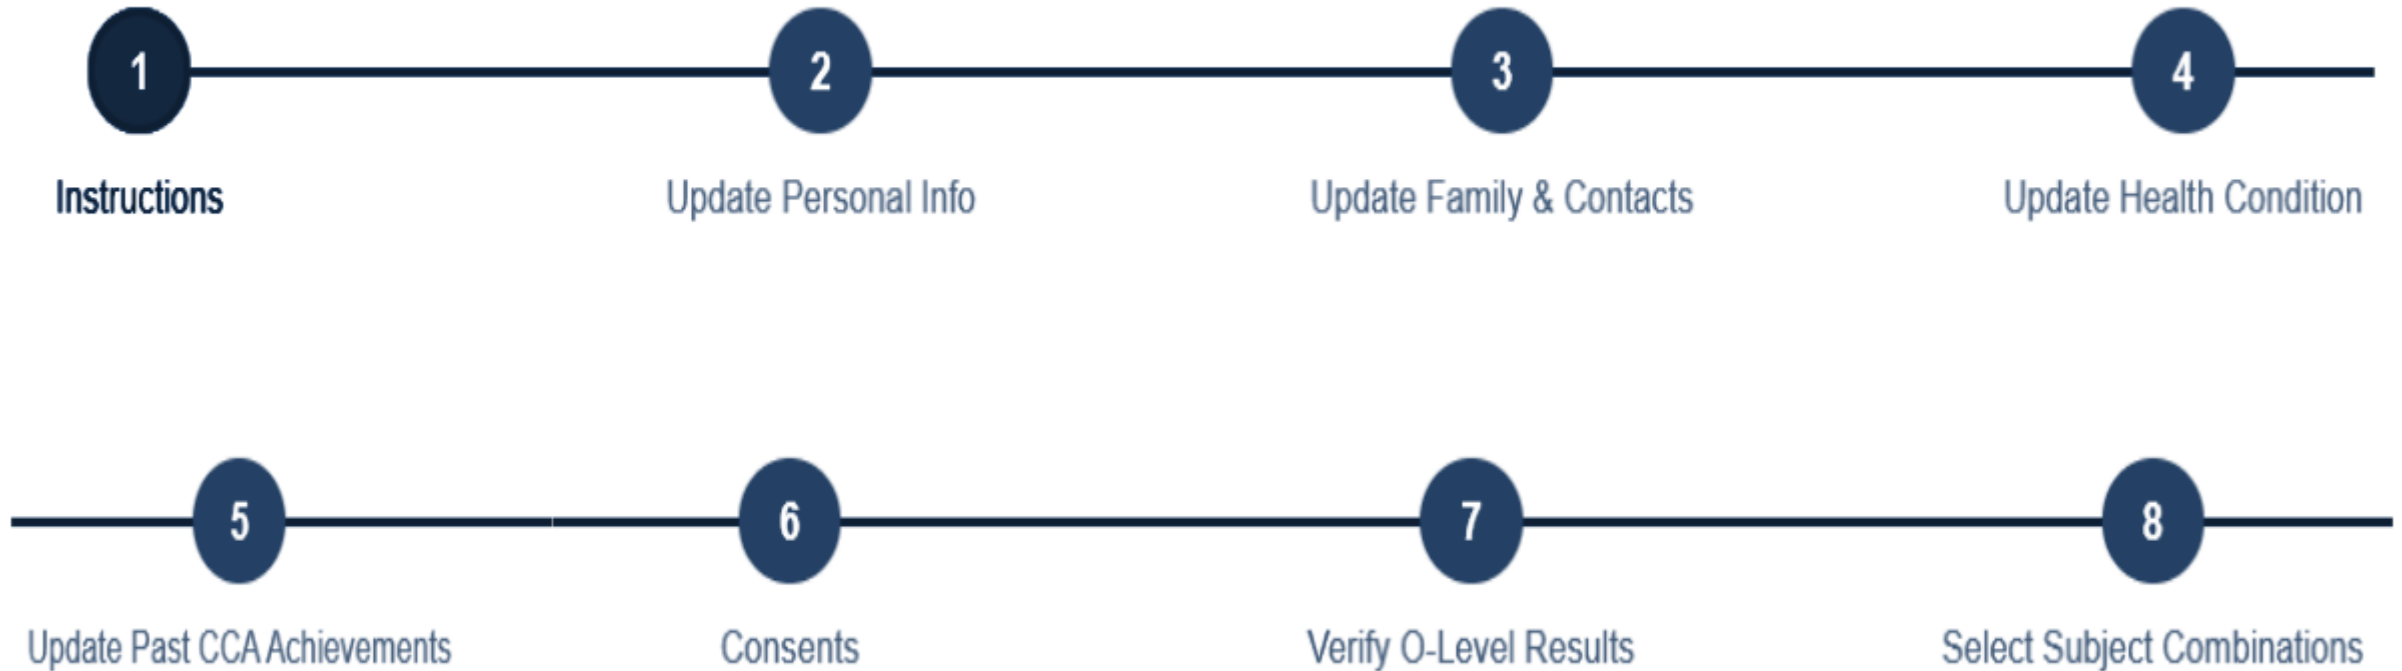 1 2 3 4
Instructions Update Personal Info Update Family & Contacts Update Health Condition
5 6 7 8
Update Past CCA Achievements Consents Verify O-Level Results Select Subject Combinations